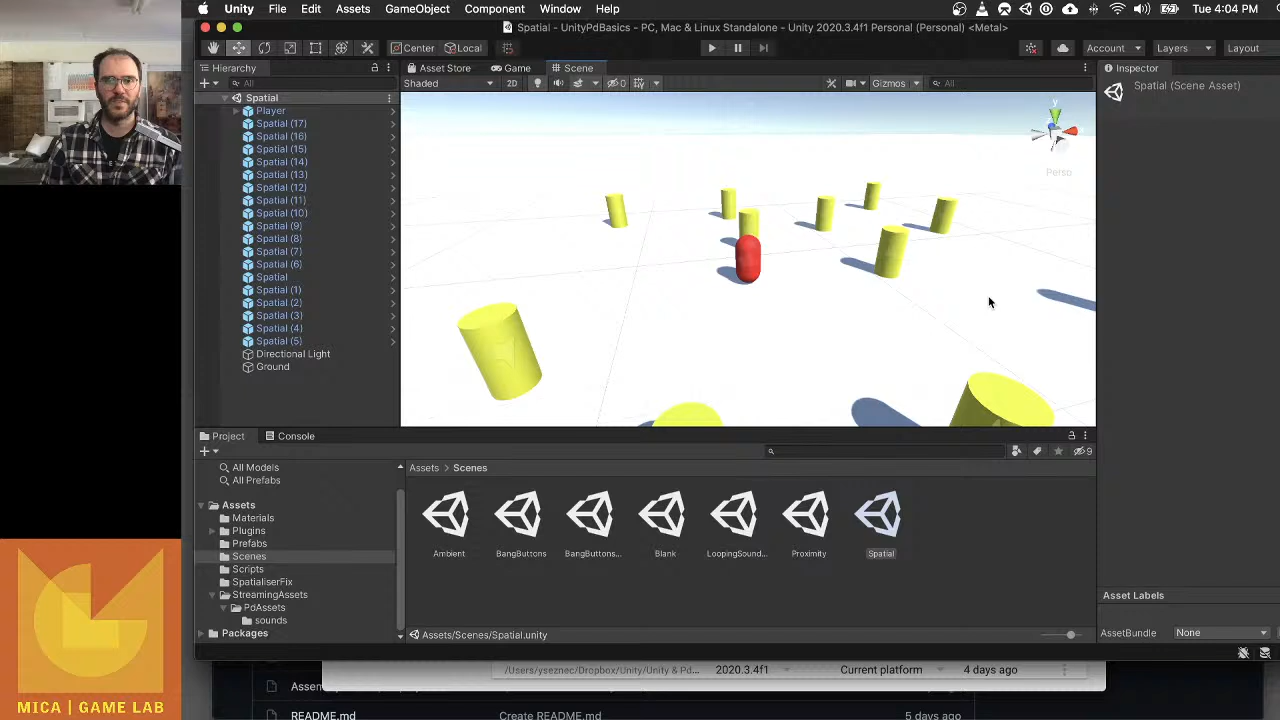 Unity File Edit Assets GameObject Component Window Help Tue 4:04 PM
Spatial - UnityPdBasics - PC, Mac & Linux Standalone - Unity 2020.3.4f1 Personal (Personal) <Metal>
Center Local Account Layers Layout
Hierarchy Asset Store Game Scene Inspector
All Shaded 2D 0 Gizmos All
Spatial (Scene Asset)
Spatial
Player
Spatial (17)
Spatial (16)
Spatial (15)
Spatial (14)
Spatial (13)
Spatial (12)
Spatial (11)
Spatial (10)
Spatial (9)
Spatial (8)
Spatial (7)
Spatial (6)
Spatial
Spatial (1)
Spatial (2)
Spatial (3)
Spatial (4)
Spatial (5)
Directional Light
Ground
y
Persp
Project Console
9
All Models
All Prefabs
Assets
Materials
Plugins
Prefabs
Scenes
Scripts
SpatialiserFix
StreamingAssets
PdAssets
sounds
Packages
Assets > Scenes
Ambient BangButtons BangButtons... Blank LoopingSound... Proximity Spatial
Assets/Scenes/Spatial.unity
Asset Labels
AssetBundle None
/Users/yseznec/Dropbox/Unity/Unity & Pd... 2020.3.4f1 Current platform 4 days ago
README.md Create README.md 5 days ago
MICA | GAME LAB